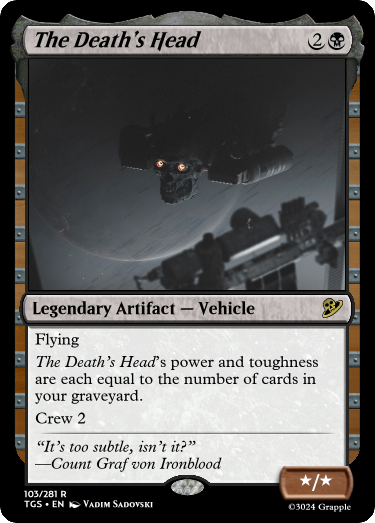 The Death's Head 2
Legendary Artifact — Vehicle
Flying
The Death's Head's power and toughness
are each equal to the number of cards in
your graveyard.
Crew 2
“It's too subtle, isn't it?”
—Count Graf von Ironblood
*/*
103/281 R
TGS • EN Vadim Sadovski
©3024 Grapple